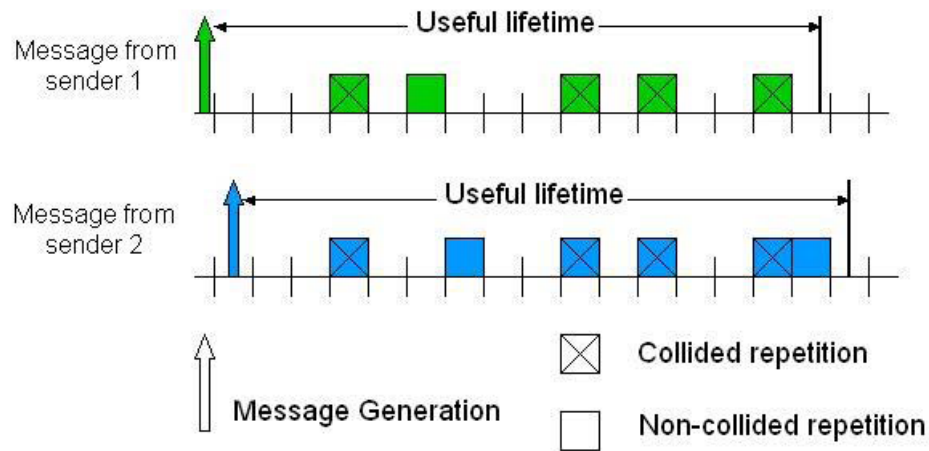 Useful lifetime
Message from
sender 1
Useful lifetime
Message from
sender 2
Collided repetition
Message Generation
Non-collided repetition